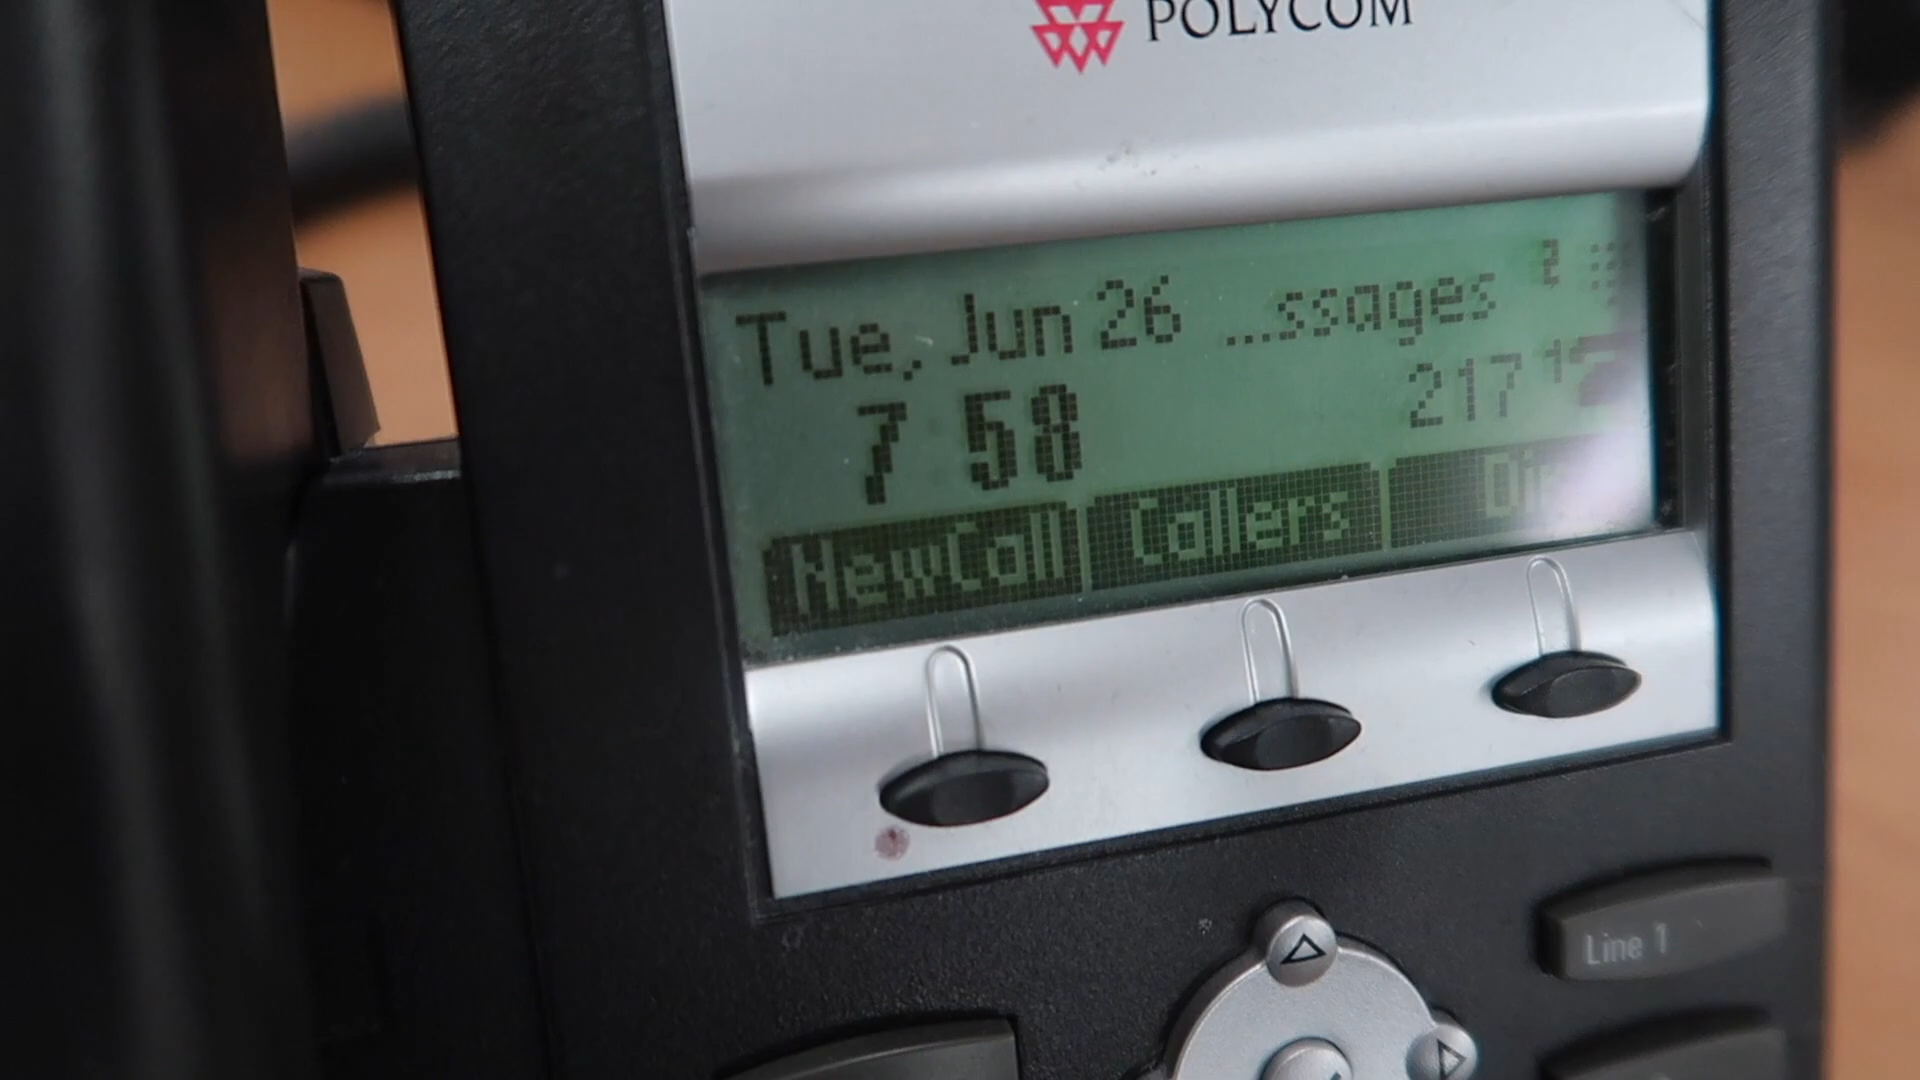 POLYCOM
Tue, Jun 26 ...ssages
7 58 217
NewCall Callers
Line 1